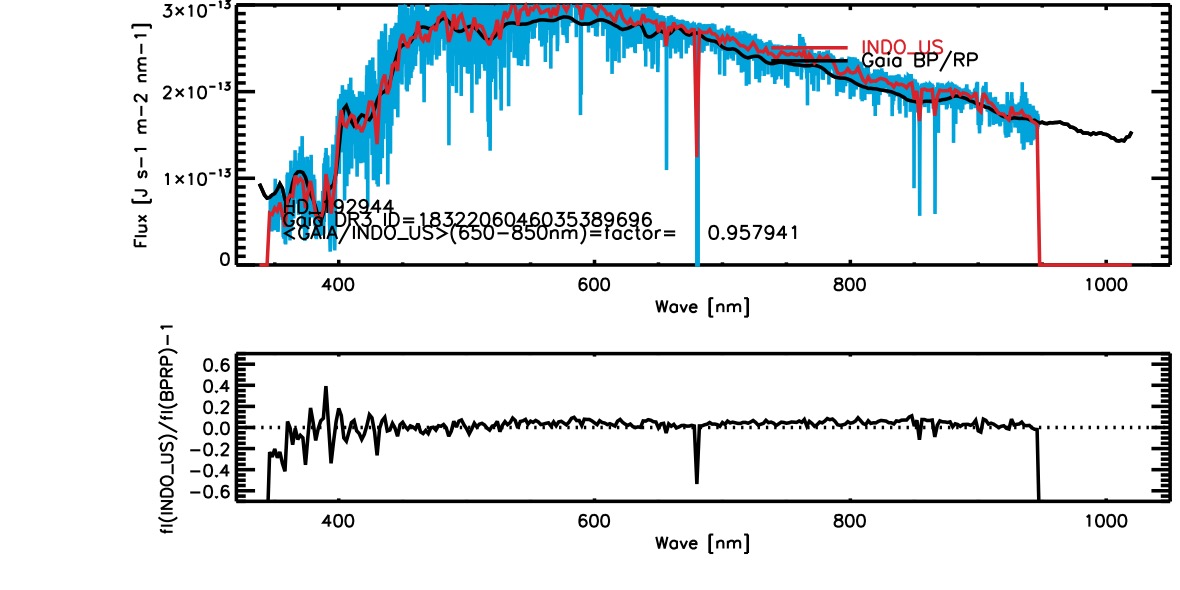 3×10−13
2×10−13
1×10−13
0
Flux [J s−1 m−2 nm−1]
INDO_US
Gaia BP/RP
HD_192944
Gaia DR3 ID=1832206046035389696
<GAIA/INDO_US>(650−850nm)=factor= 0.957941
400 600 800 1000
Wave [nm]
fl(INDO_US)/fl(BPRP)−1
0.6
0.4
0.2
0.0
−0.2
−0.4
−0.6
400 600 800 1000
Wave [nm]